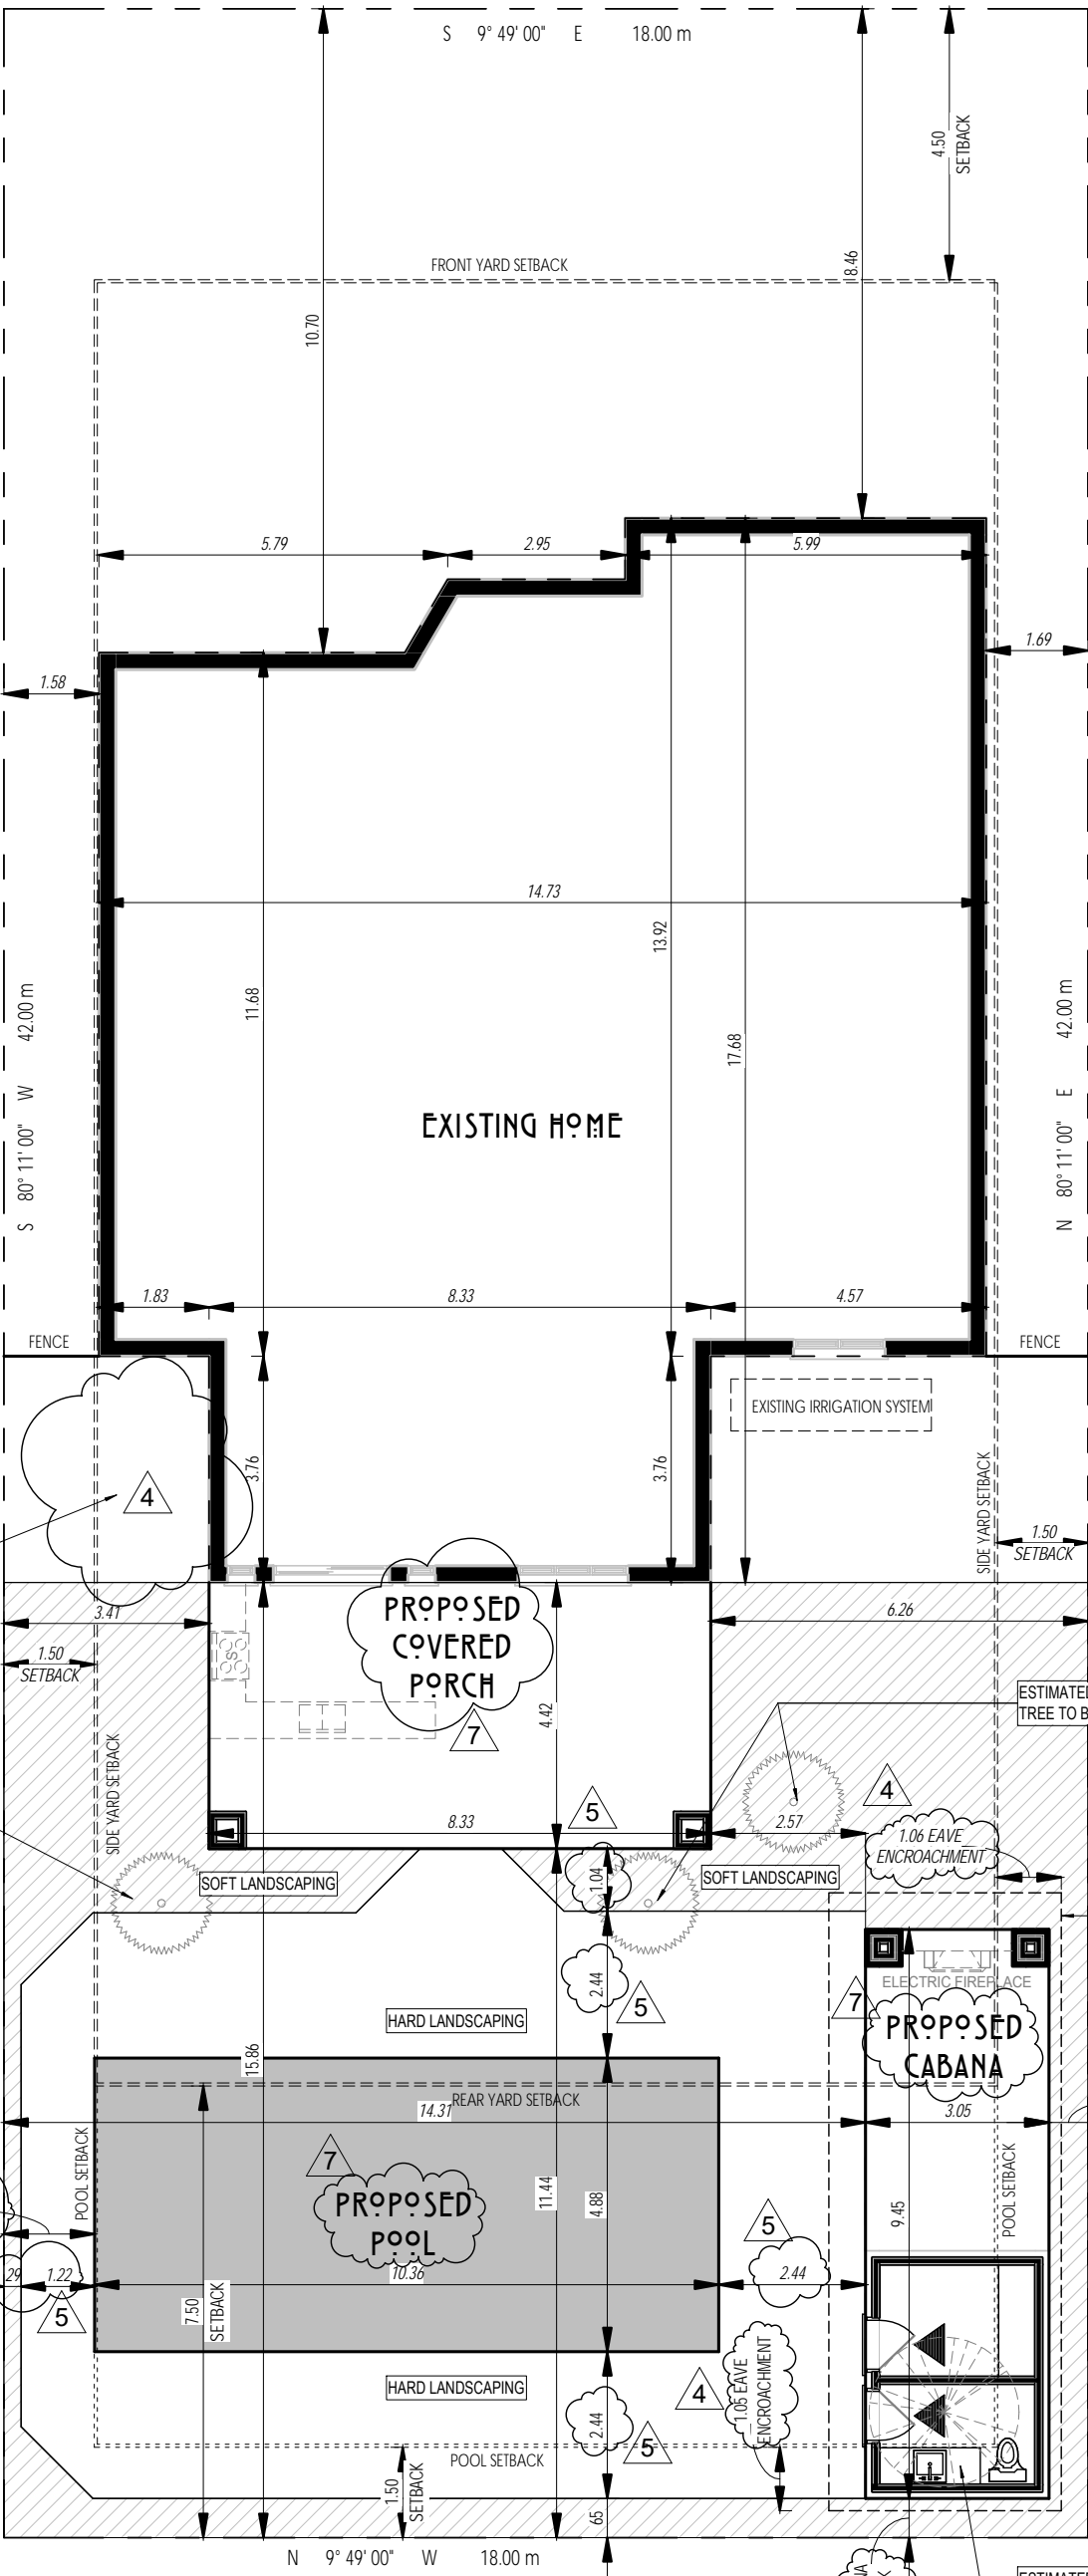 S 9° 49' 00" E 18.00 m
4.50
SETBACK
8.46
FRONT YARD SETBACK
10.70
5.79
2.95
5.99
1.69
1.58
14.73
13.92
11.68
17.68
S 80° 11' 00" W 42.00 m
N 80° 11' 00" E 42.00 m
EXISTING HOME
1.83
8.33
4.57
FENCE
FENCE
EXISTING IRRIGATION SYSTEM
3.76
3.76
4
SIDE YARD SETBACK
1.50
SETBACK
3.41
6.26
PROPOSED
COVERED
PORCH
7
1.50
SETBACK
S
4.42
ESTIMATED
TREE TO B
SIDE YARD SETBACK
5
4
8.33
2.57
1.06 EAVE
ENCROACHMENT
1.04
SOFT LANDSCAPING
SOFT LANDSCAPING
2.44
5
ELECTRIC FIREPLACE
7
PROPOSED
CABANA
HARD LANDSCAPING
15.86
REAR YARD SETBACK
14.31
3.05
POOL SETBACK
7
PROPOSED
POOL
11.44
4.88
9.45
POOL SETBACK
5
29
1.22
10.36
2.44
5
7.50
SETBACK
HARD LANDSCAPING
4
1.05 EAVE
ENCROACHMENT
2.44
5
POOL SETBACK
1.50
SETBACK
65
N 9° 49' 00" W 18.00 m